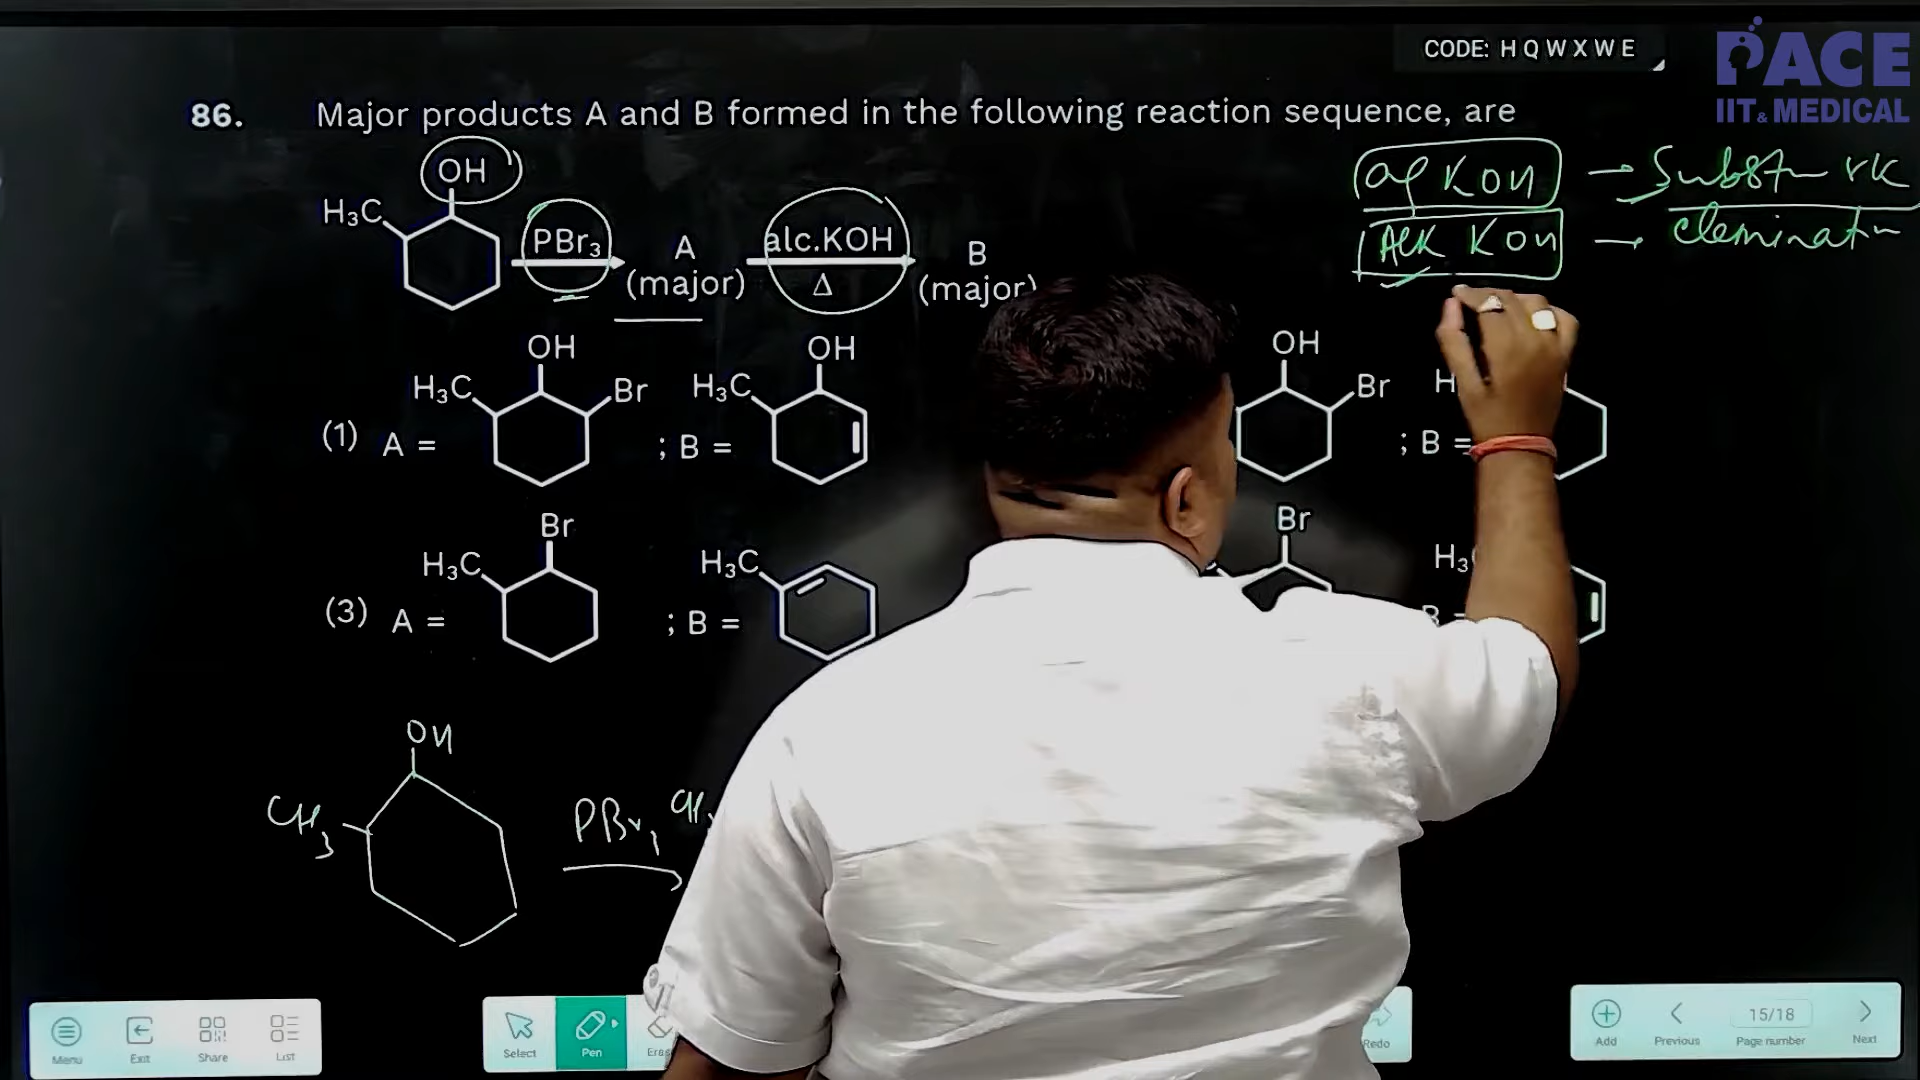 CODE: HQWXWE
PACE
IIT & MEDICAL
86. Major products A and B formed in the following reaction sequence, are
OH
H₃C
PBr₃
A
(major)
alc.KOH
Δ
B
(major)
aq KOH →
Alk KOH →
OH
H₃C
Br
(1) A =
OH
H₃C
; B =
OH
Br
; B =
Br
H₃C
(3) A =
H₃C
; B =
Br
OH
CH₃
PBr₃
Menu
Exit
Share
List
Select
Pen
Redo
Add
Previous
15/18
Page number
Next